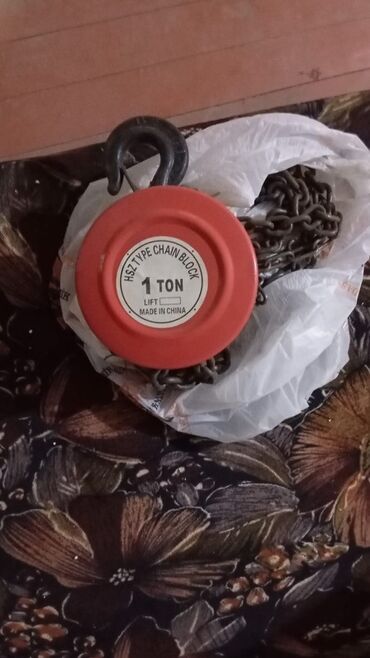 HSZ TYPE CHAIN BLOCK
1 TON
LIFT
MADE IN CHINA